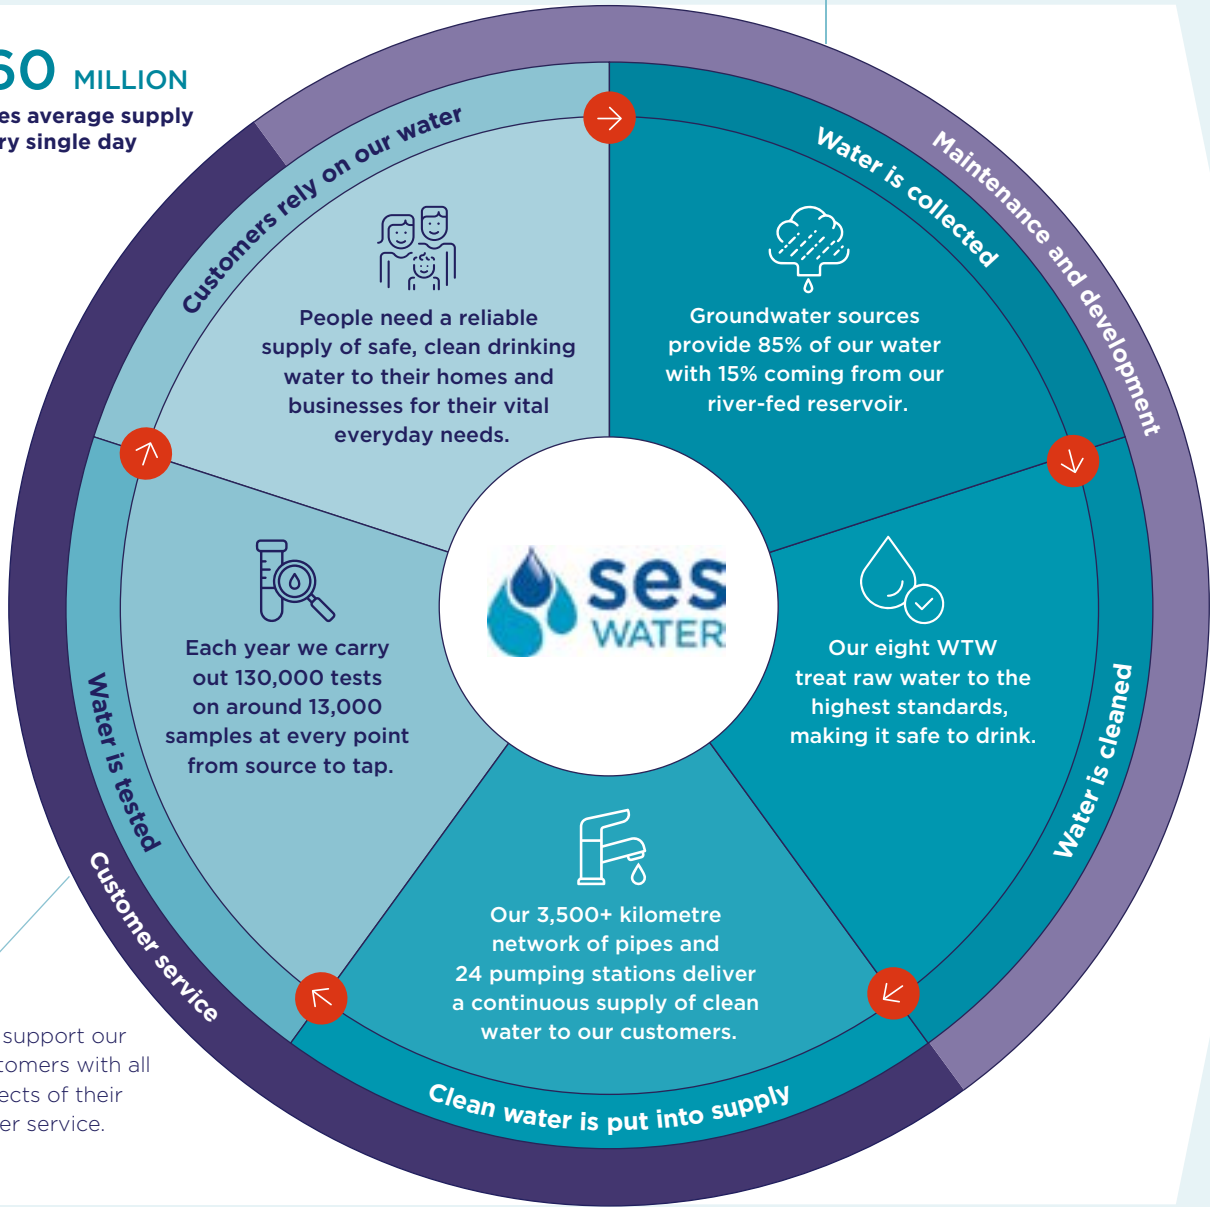 60 MILLION
es average supply
ry single day
Customers rely on our water
People need a reliable
supply of safe, clean drinking
water to their homes and
businesses for their vital
everyday needs.
Water is collected
Groundwater sources
provide 85% of our water
with 15% coming from our
river-fed reservoir.
Maintenance and development
ses
WATER
Our eight WTW
treat raw water to the
highest standards,
making it safe to drink.
Water is cleaned
Our 3,500+ kilometre
network of pipes and
24 pumping stations deliver
a continuous supply of clean
water to our customers.
Clean water is put into supply
Each year we carry
out 130,000 tests
on around 13,000
samples at every point
from source to tap.
Water is tested
Customer service
support our
tomers with all
ects of their
er service.